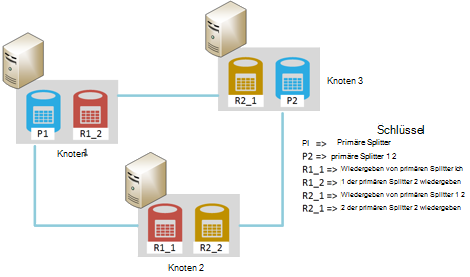 R2_1
P2
Knoten 3
P1
R1_2
Knoten 1
Schlüssel
PI => Primäre Splitter
P2 => primäre Splitter 1 2
R1_1 => Wiedergeben von primären Splitter ich
R1_2 => 1 der primären Splitter 2 wiedergeben
R2_1 => Wiedergeben von primären Splitter 1 2
R2_1 => 2 der primären Splitter 2 wiedergeben
R1_1
R2_2
Knoten 2